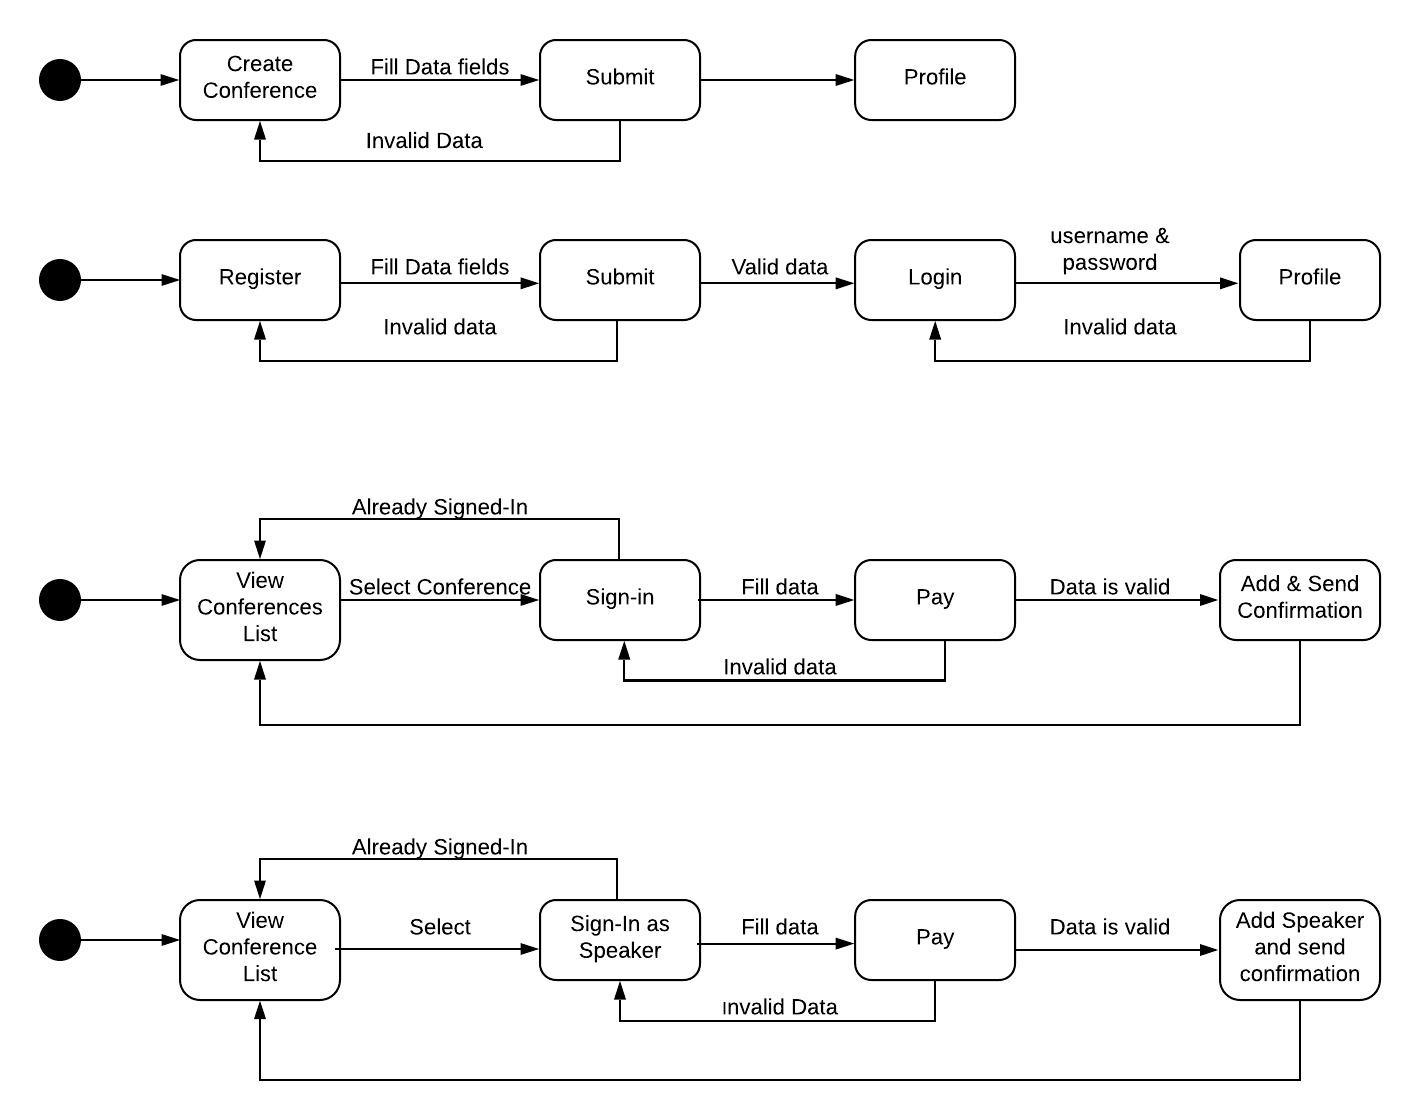 Create
Conference
Fill Data fields
Submit
Profile
Invalid Data
Register
Fill Data fields
Submit
Valid data
Login
username &
password
Profile
Invalid data
Invalid data
Already Signed-In
View
Conferences
List
Select Conference
Sign-in
Fill data
Pay
Data is valid
Add & Send
Confirmation
Invalid data
Already Signed-In
View
Conference
List
Select
Sign-In as
Speaker
Fill data
Pay
Data is valid
Add Speaker
and send
confirmation
Invalid Data